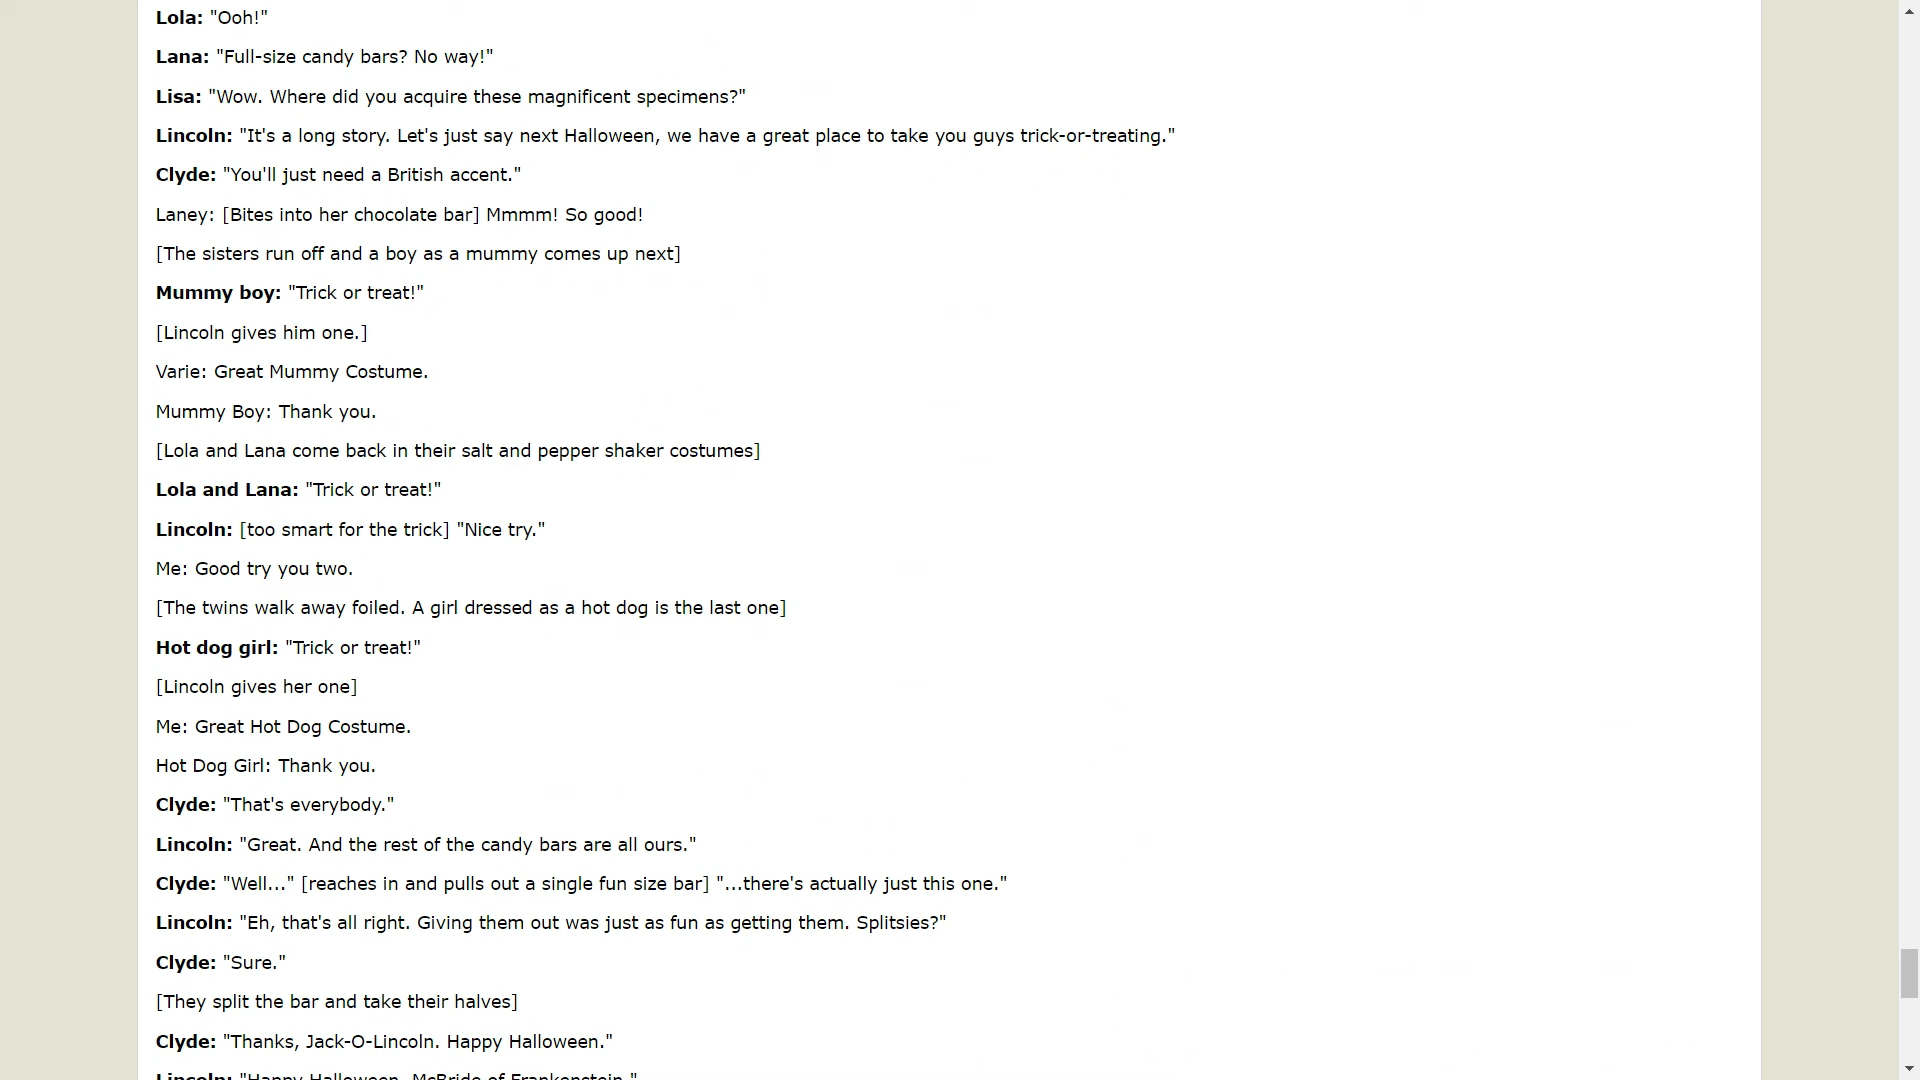 Lola: "Ooh!"
Lana: "Full-size candy bars? No way!"
Lisa: "Wow. Where did you acquire these magnificent specimens?"
Lincoln: "It's a long story. Let's just say next Halloween, we have a great place to take you guys trick-or-treating."
Clyde: "You'll just need a British accent."
Laney: [Bites into her chocolate bar] Mmmm! So good!
[The sisters run off and a boy as a mummy comes up next]
Mummy boy: "Trick or treat!"
[Lincoln gives him one.]
Varie: Great Mummy Costume.
Mummy Boy: Thank you.
[Lola and Lana come back in their salt and pepper shaker costumes]
Lola and Lana: "Trick or treat!"
Lincoln: [too smart for the trick] "Nice try."
Me: Good try you two.
[The twins walk away foiled. A girl dressed as a hot dog is the last one]
Hot dog girl: "Trick or treat!"
[Lincoln gives her one]
Me: Great Hot Dog Costume.
Hot Dog Girl: Thank you.
Clyde: "That's everybody."
Lincoln: "Great. And the rest of the candy bars are all ours."
Clyde: "Well..." [reaches in and pulls out a single fun size bar] "...there's actually just this one."
Lincoln: "Eh, that's all right. Giving them out was just as fun as getting them. Splitsies?"
Clyde: "Sure."
[They split the bar and take their halves]
Clyde: "Thanks, Jack-O-Lincoln. Happy Halloween."
Lincoln: "Happy Halloween, McBride of Frankenstein."